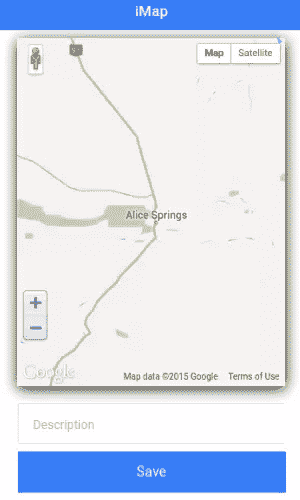 iMap
Map Satellite
Alice Springs
+
−
Google Map data ©2015 Google Terms of Use
Description
Save